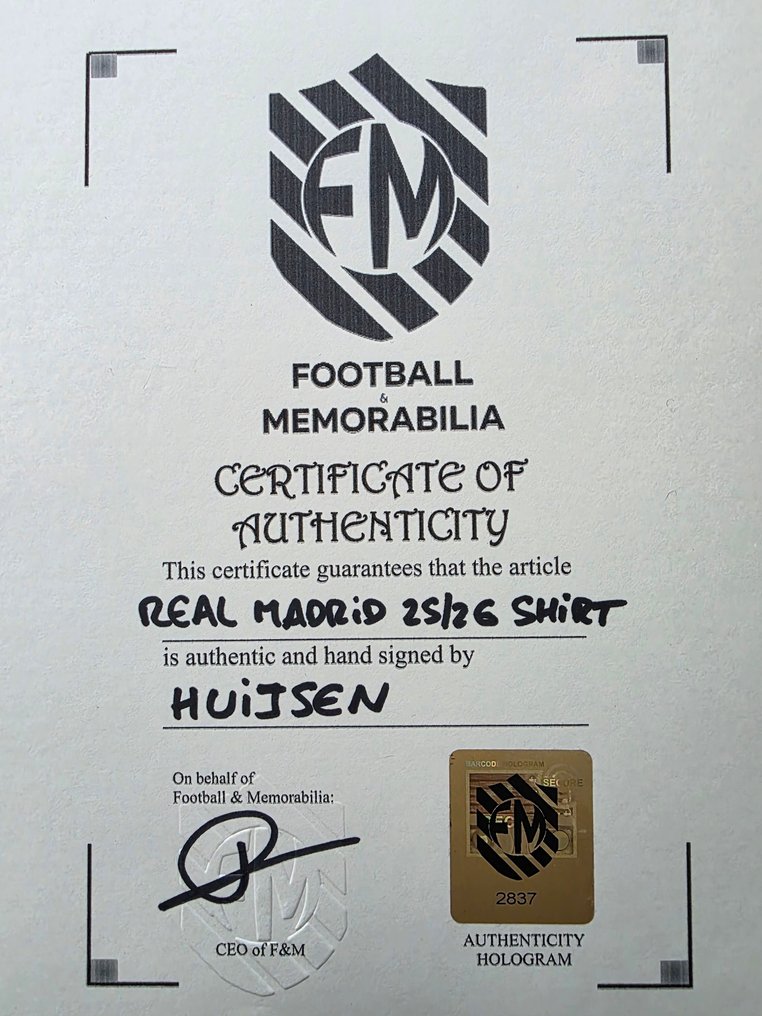 FM
FOOTBALL
&
MEMORABILIA
CERTIFICATE OF
AUTHENTICITY
This certificate guarantees that the article
REAL MADRiD 25/26 SHiRT
is authentic and hand signed by
HUiJSEN
On behalf of
Football & Memorabilia:
CEO of F&M
BARCODE HOLOGRAM
SECURE
FM
2837
AUTHENTICITY
HOLOGRAM